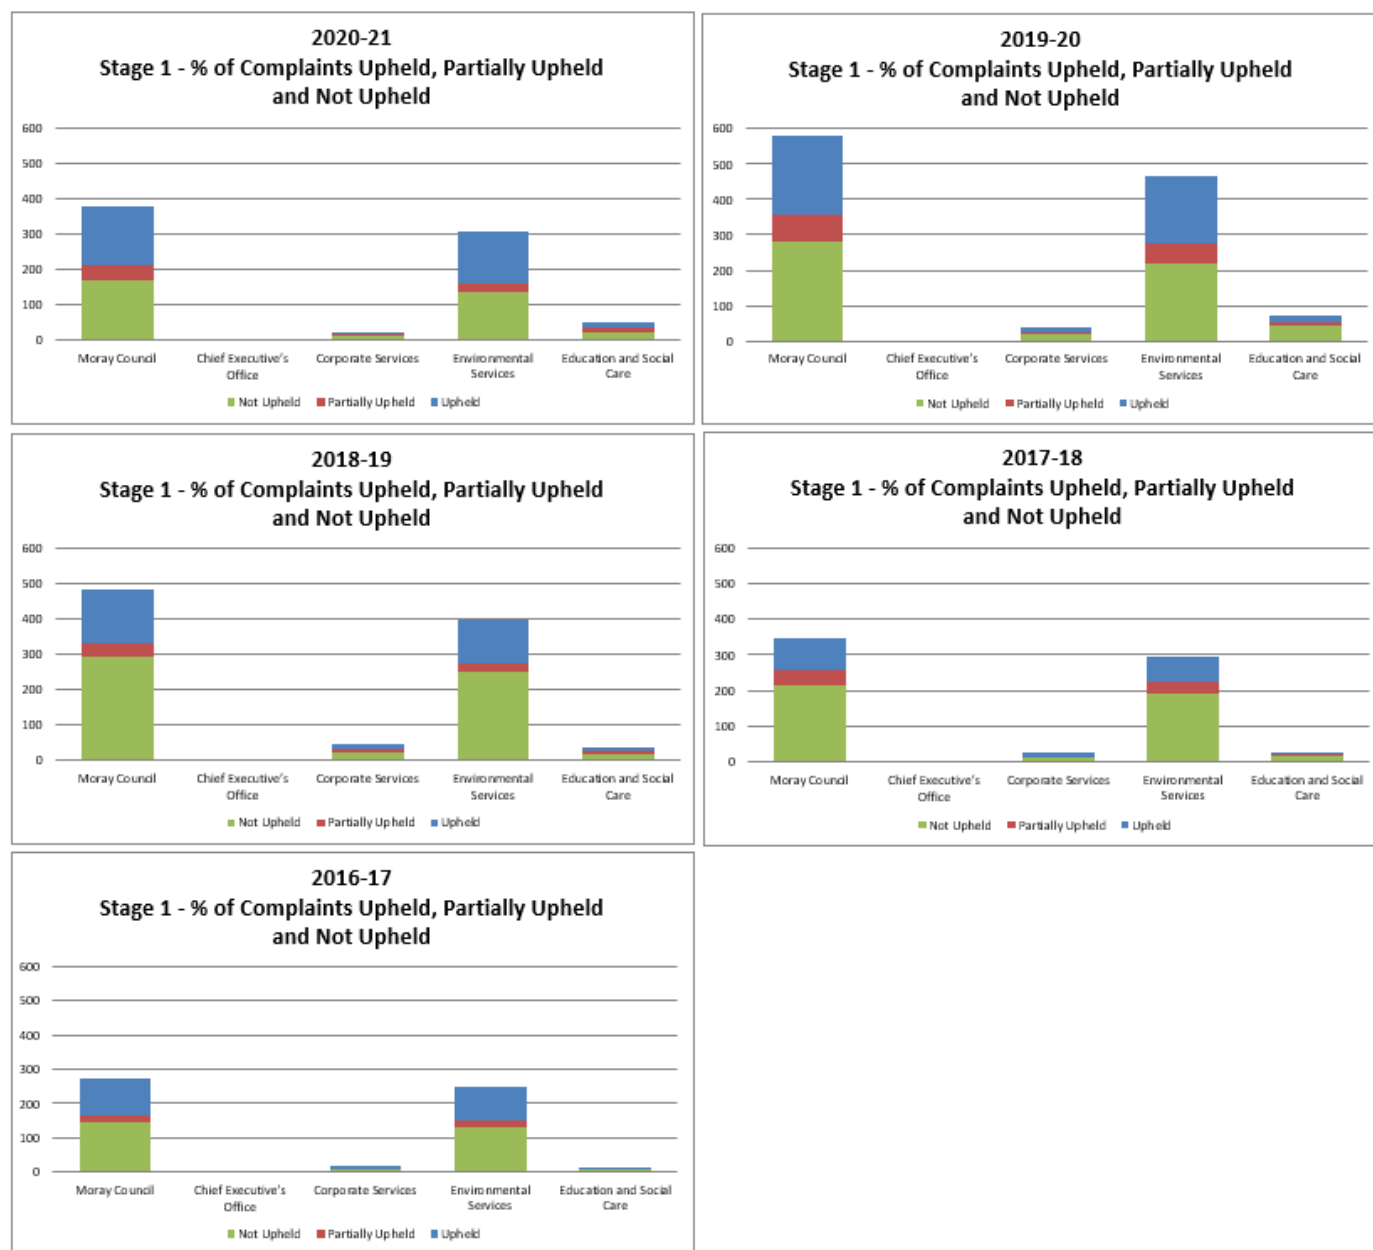 2020-21
Stage 1 - % of Complaints Upheld, Partially Upheld
and Not Upheld
600
500
400
300
200
100
0
Moray Council
Chief Executive's
Office
Corporate Services
Environmental
Services
Education and Social
Care
Not Upheld
Partially Upheld
Upheld
2019-20
Stage 1 - % of Complaints Upheld, Partially Upheld
and Not Upheld
600
500
400
300
200
100
0
Moray Council
Chief Executive's
Office
Corporate Services
Environmental
Services
Education and Social
Care
Not Upheld
Partially Upheld
Upheld
2018-19
Stage 1 - % of Complaints Upheld, Partially Upheld
and Not Upheld
600
500
400
300
200
100
0
Moray Council
Chief Executive's
Office
Corporate Services
Environmental
Services
Education and Social
Care
Not Upheld
Partially Upheld
Upheld
2017-18
Stage 1 - % of Complaints Upheld, Partially Upheld
and Not Upheld
600
500
400
300
200
100
0
Moray Council
Chief Executive's
Office
Corporate Services
Environmental
Services
Education and Social
Care
Not Upheld
Partially Upheld
Upheld
2016-17
Stage 1 - % of Complaints Upheld, Partially Upheld
and Not Upheld
600
500
400
300
200
100
0
Moray Council
Chief Executive's
Office
Corporate Services
Environmental
Services
Education and Social
Care
Not Upheld
Partially Upheld
Upheld